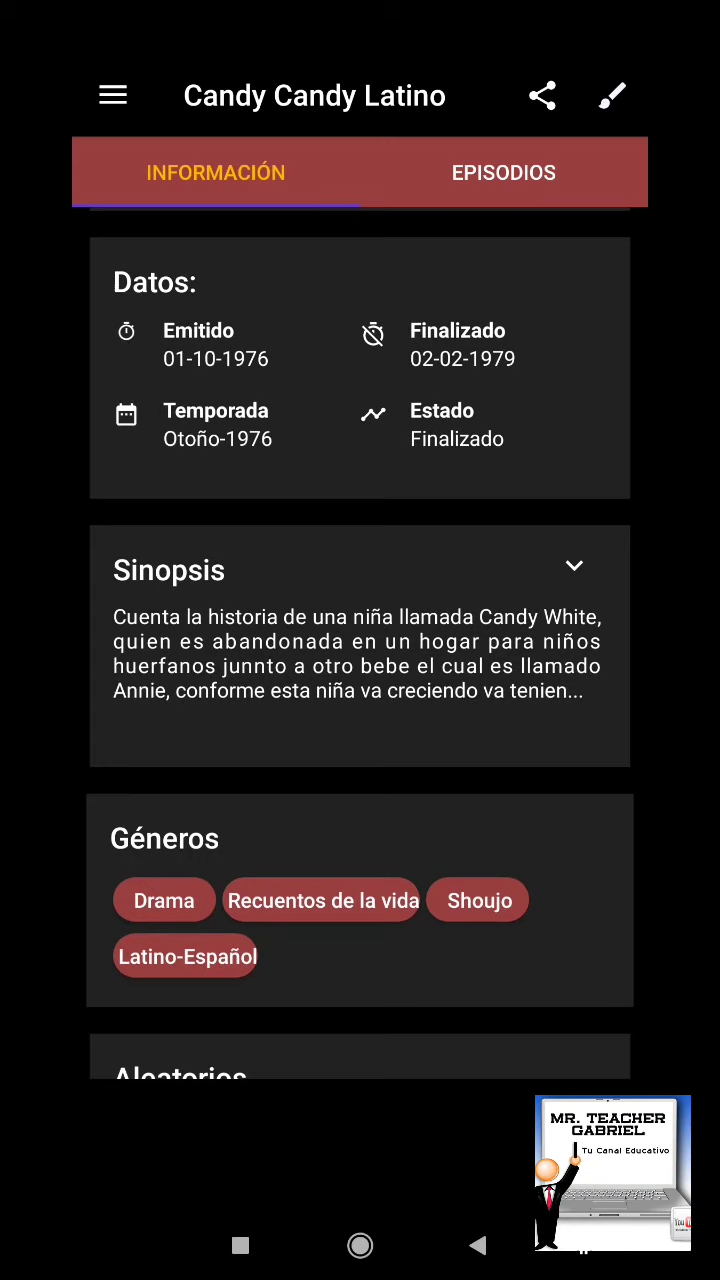 Candy Candy Latino
INFORMACIÓN
EPISODIOS
Datos:
Emitido
01-10-1976
Finalizado
02-02-1979
Temporada
Otoño-1976
Estado
Finalizado
Sinopsis
Cuenta la historia de una niña llamada Candy White,
quien es abandonada en un hogar para niños
huerfanos junnto a otro bebe el cual es llamado
Annie, conforme esta niña va creciendo va tenien...
Géneros
Drama
Recuentos de la vida
Shoujo
Latino-Español
Aleatorios
MR. TEACHER
GABRIEL
Tu Canal Educativo